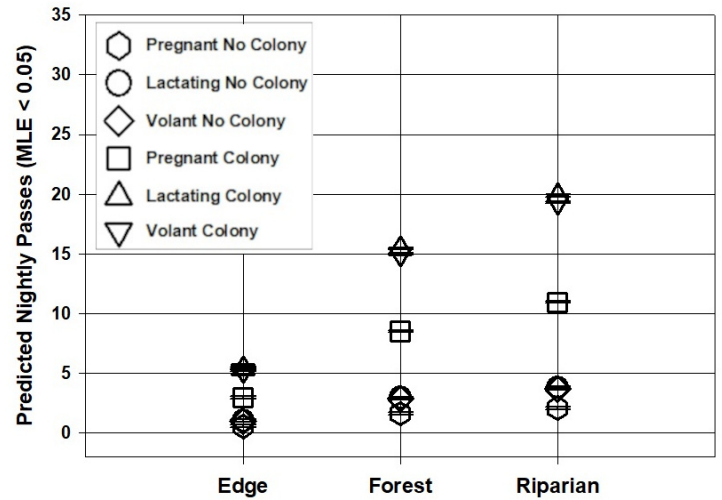 Predicted Nightly Passes (MLE < 0.05)
35
30
25
20
15
10
5
0
Pregnant No Colony
Lactating No Colony
Volant No Colony
Pregnant Colony
Lactating Colony
Volant Colony
Edge Forest Riparian